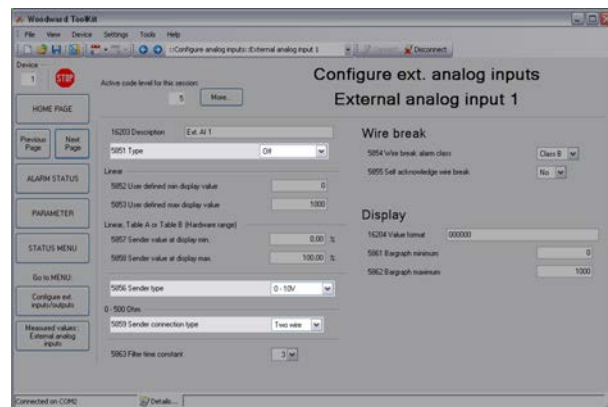 Woodward ToolKit
File View Device Settings Tools Help
::Configure analog inputs::External analog input 1
Connect Disconnect
Device
1 STOP
Active code level for this session:
5 More...
Configure ext. analog inputs
External analog input 1
HOME PAGE
Previous Page
Next Page
ALARM STATUS
PARAMETER
STATUS MENU
Go to MENU:
Configure ext. inputs/outputs
Measured values: External analog inputs
16203 Description Ext. AI 1
5851 Type Off
Linear
5852 User defined min display value 0
5853 User defined max display value 1000
Linear, Table A or Table B (Hardware range)
5857 Sender value at display min. 0.00 %
5858 Sender value at display max. 100.00 %
5856 Sender type 0 - 10V
0 - 500 Ohm
5859 Sender connection type Two wire
5863 Filter time constant 3
Wire break
5854 Wire break alarm class Class B
5855 Self acknowledge wire break No
Display
16204 Value format 000000
5861 Bargraph minimum 0
5862 Bargraph maximum 1000
Connected on COM2 Details...